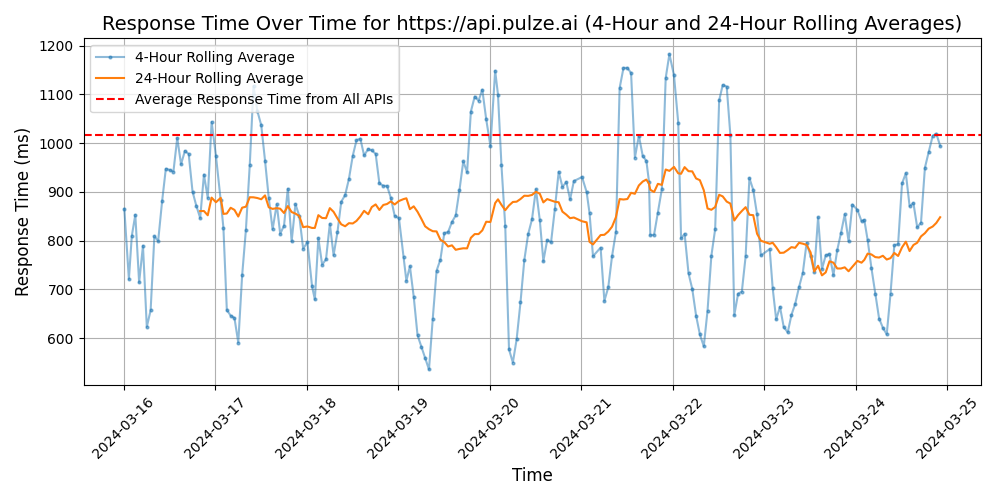 Response Time Over Time for https://api.pulze.ai (4-Hour and 24-Hour Rolling Averages)
4-Hour Rolling Average
24-Hour Rolling Average
Average Response Time from All APIs
Response Time (ms)
1200
1100
1000
900
800
700
600
2024-03-16
2024-03-17
2024-03-18
2024-03-19
2024-03-20
2024-03-21
2024-03-22
2024-03-23
2024-03-24
2024-03-25
Time